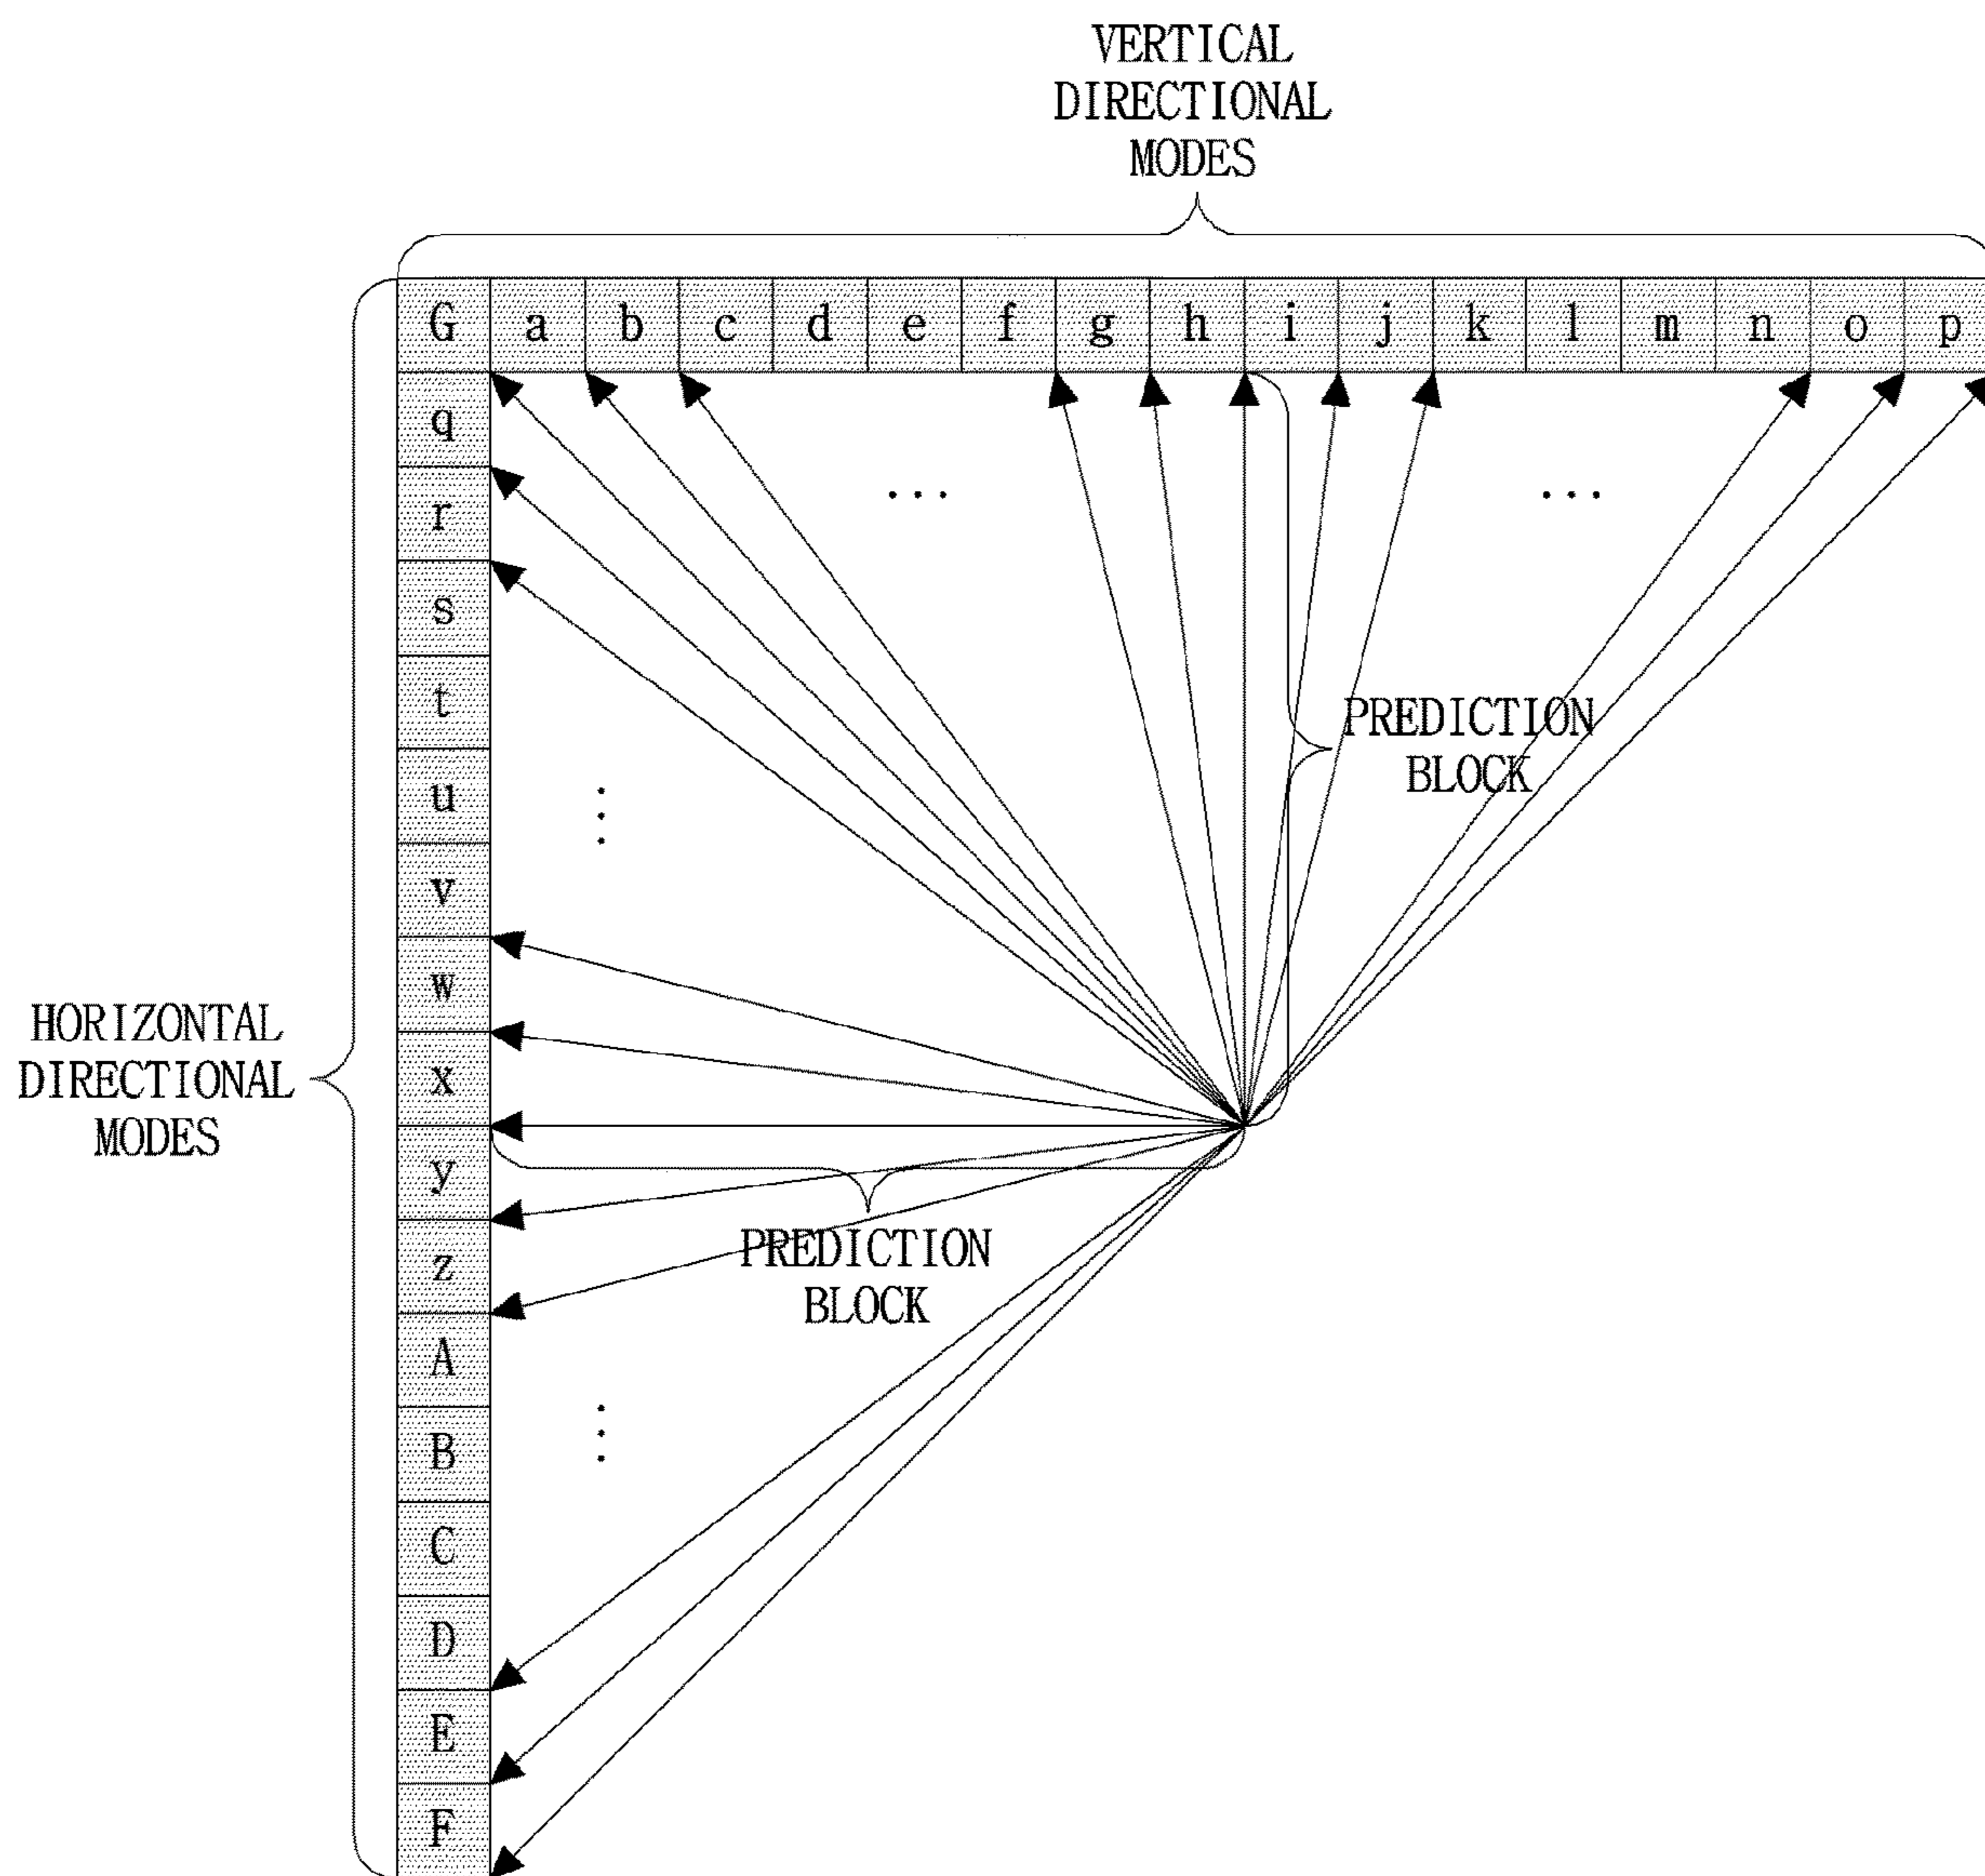 VERTICAL
DIRECTIONAL
MODES
G a b c d e f g h i j k l m n o p
q
r
s
t
u
v
w
x
y
z
A
B
C
D
E
F
...
...
PREDICTION
BLOCK
HORIZONTAL
DIRECTIONAL
MODES
PREDICTION
BLOCK